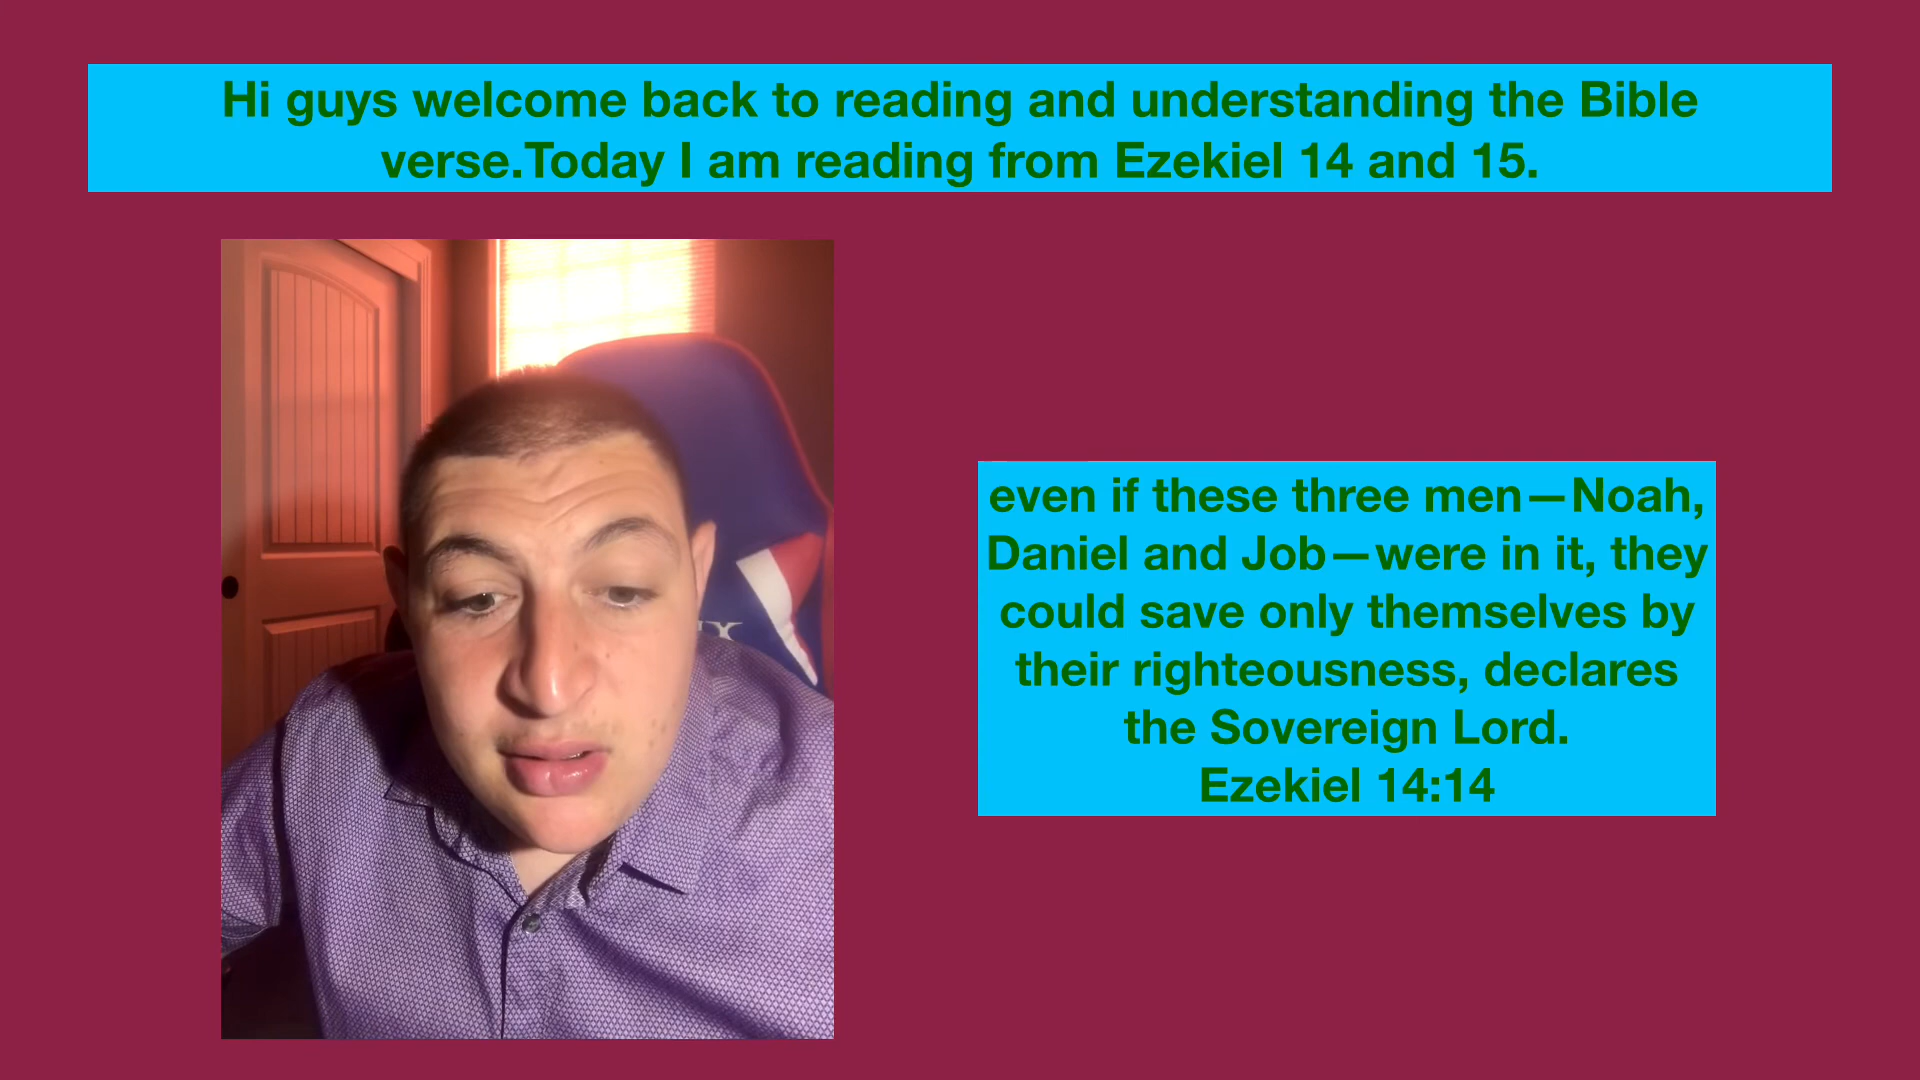 Hi guys welcome back to reading and understanding the Bible
verse.Today I am reading from Ezekiel 14 and 15.
even if these three men—Noah,
Daniel and Job—were in it, they
could save only themselves by
their righteousness, declares
the Sovereign Lord.
Ezekiel 14:14